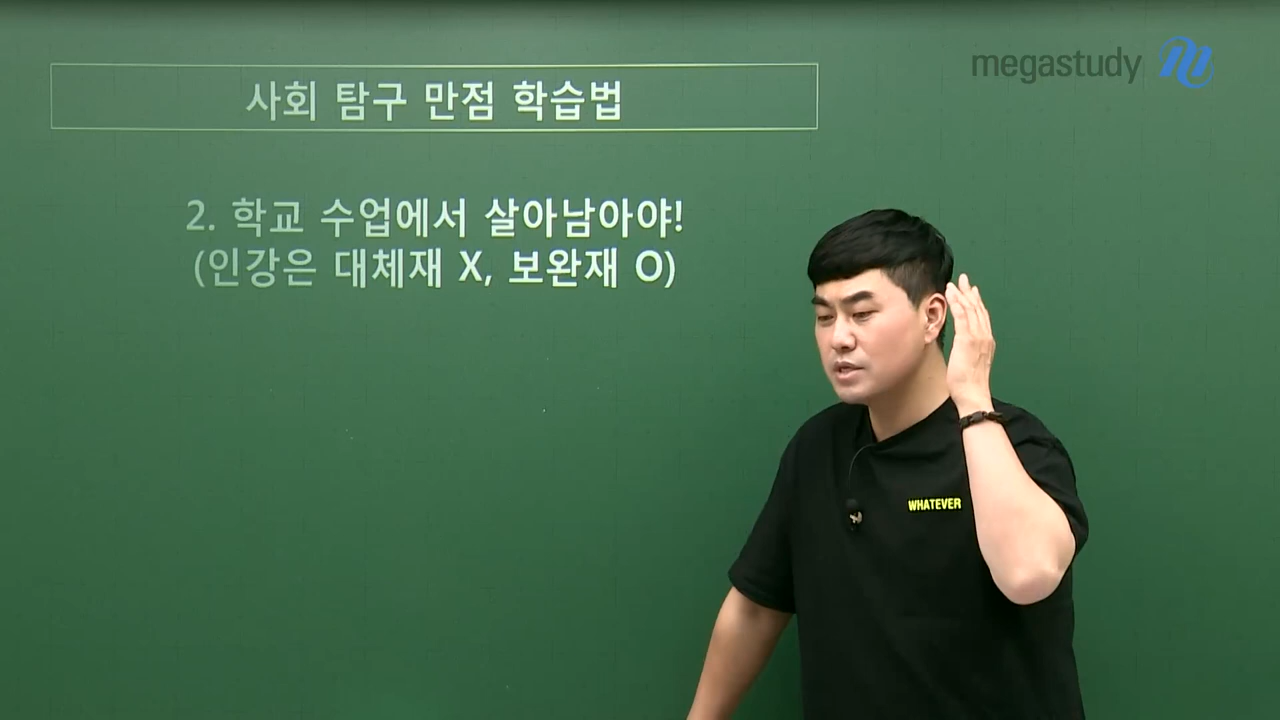 megastudy
사회 탐구 만점 학습법
2. 학교 수업에서 살아남아야!
(인강은 대체재 X, 보완재 O)
WHATEVER